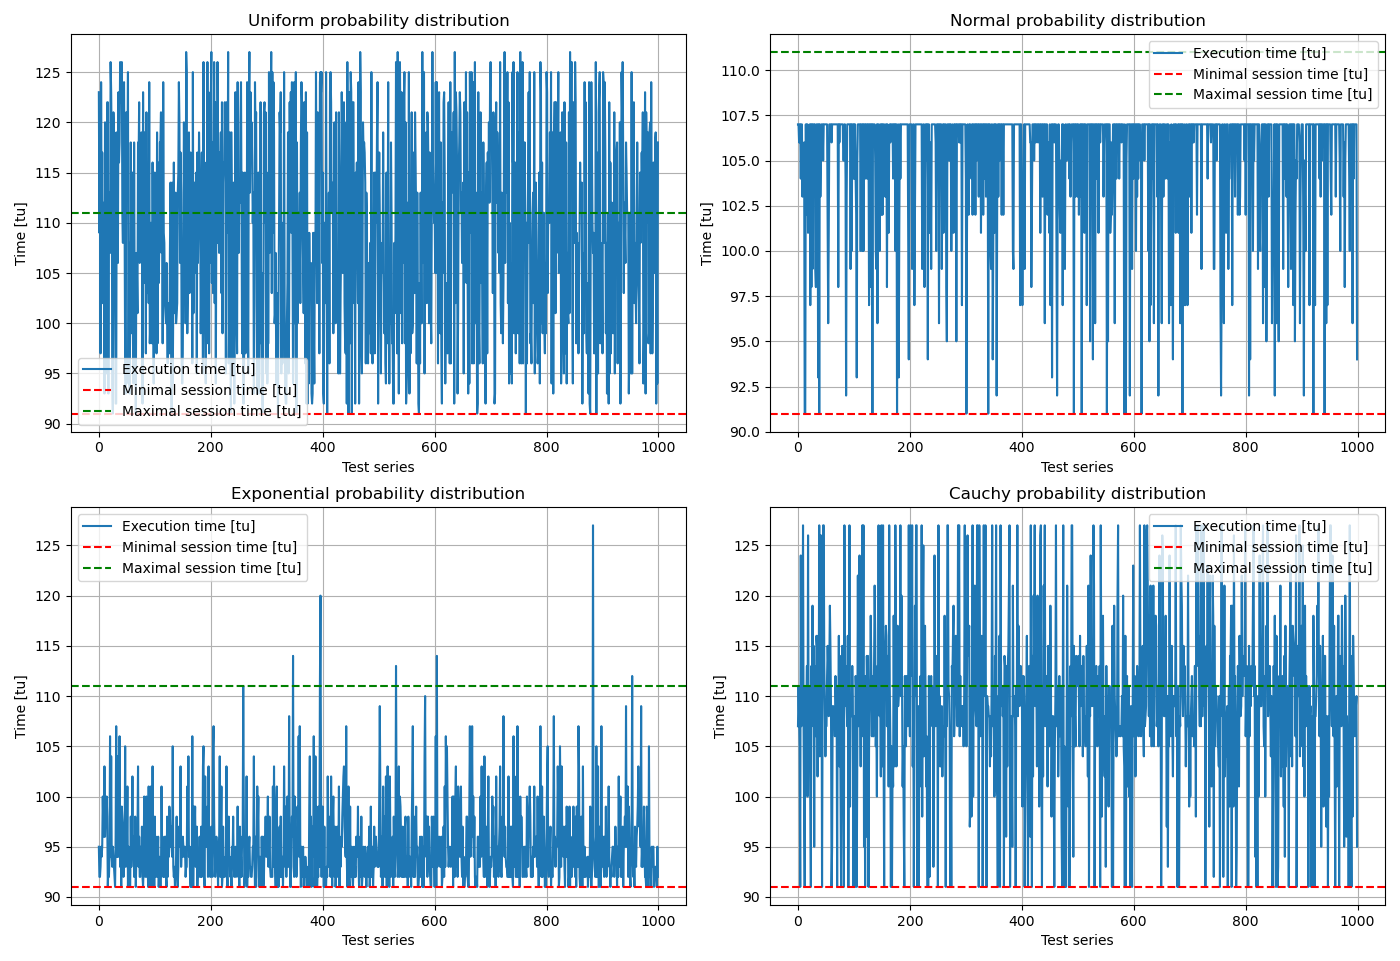 Uniform probability distribution
Time [tu]
125
120
115
110
105
100
95
90
Execution time [tu]
Minimal session time [tu]
Maximal session time [tu]
0 200 400 600 800 1000
Test series
Normal probability distribution
Time [tu]
110.0
107.5
105.0
102.5
100.0
97.5
95.0
92.5
90.0
Execution time [tu]
Minimal session time [tu]
Maximal session time [tu]
0 200 400 600 800 1000
Test series
Exponential probability distribution
Time [tu]
125
120
115
110
105
100
95
90
Execution time [tu]
Minimal session time [tu]
Maximal session time [tu]
0 200 400 600 800 1000
Test series
Cauchy probability distribution
Time [tu]
125
120
115
110
105
100
95
90
Execution time [tu]
Minimal session time [tu]
Maximal session time [tu]
0 200 400 600 800 1000
Test series